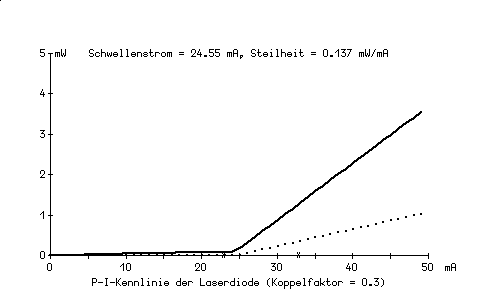 5 mW Schwellenstrom = 24.55 mA, Steilheit = 0.137 mW/mA
4
3
2
1
0
0 10 20 30 40 50 mA
P-I-Kennlinie der Laserdiode (Koppelfaktor = 0.3)